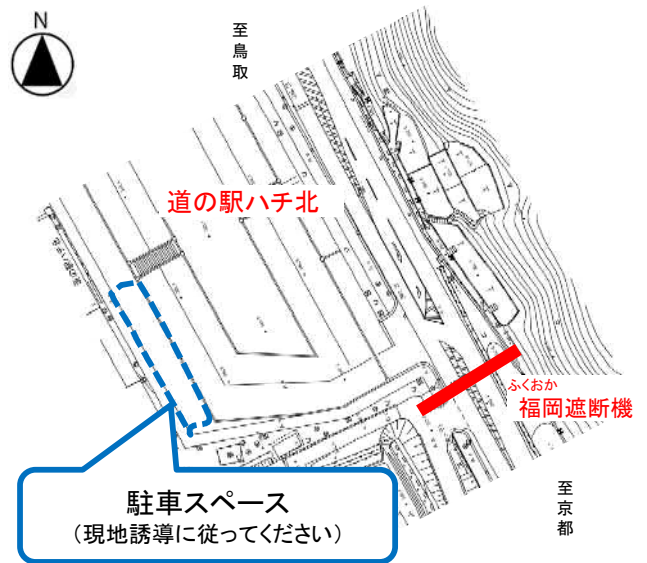 N
至鳥取
道の駅ハチ北
ふくおか
福岡遮断機
駐車スペース
（現地誘導に従ってください）
至京都